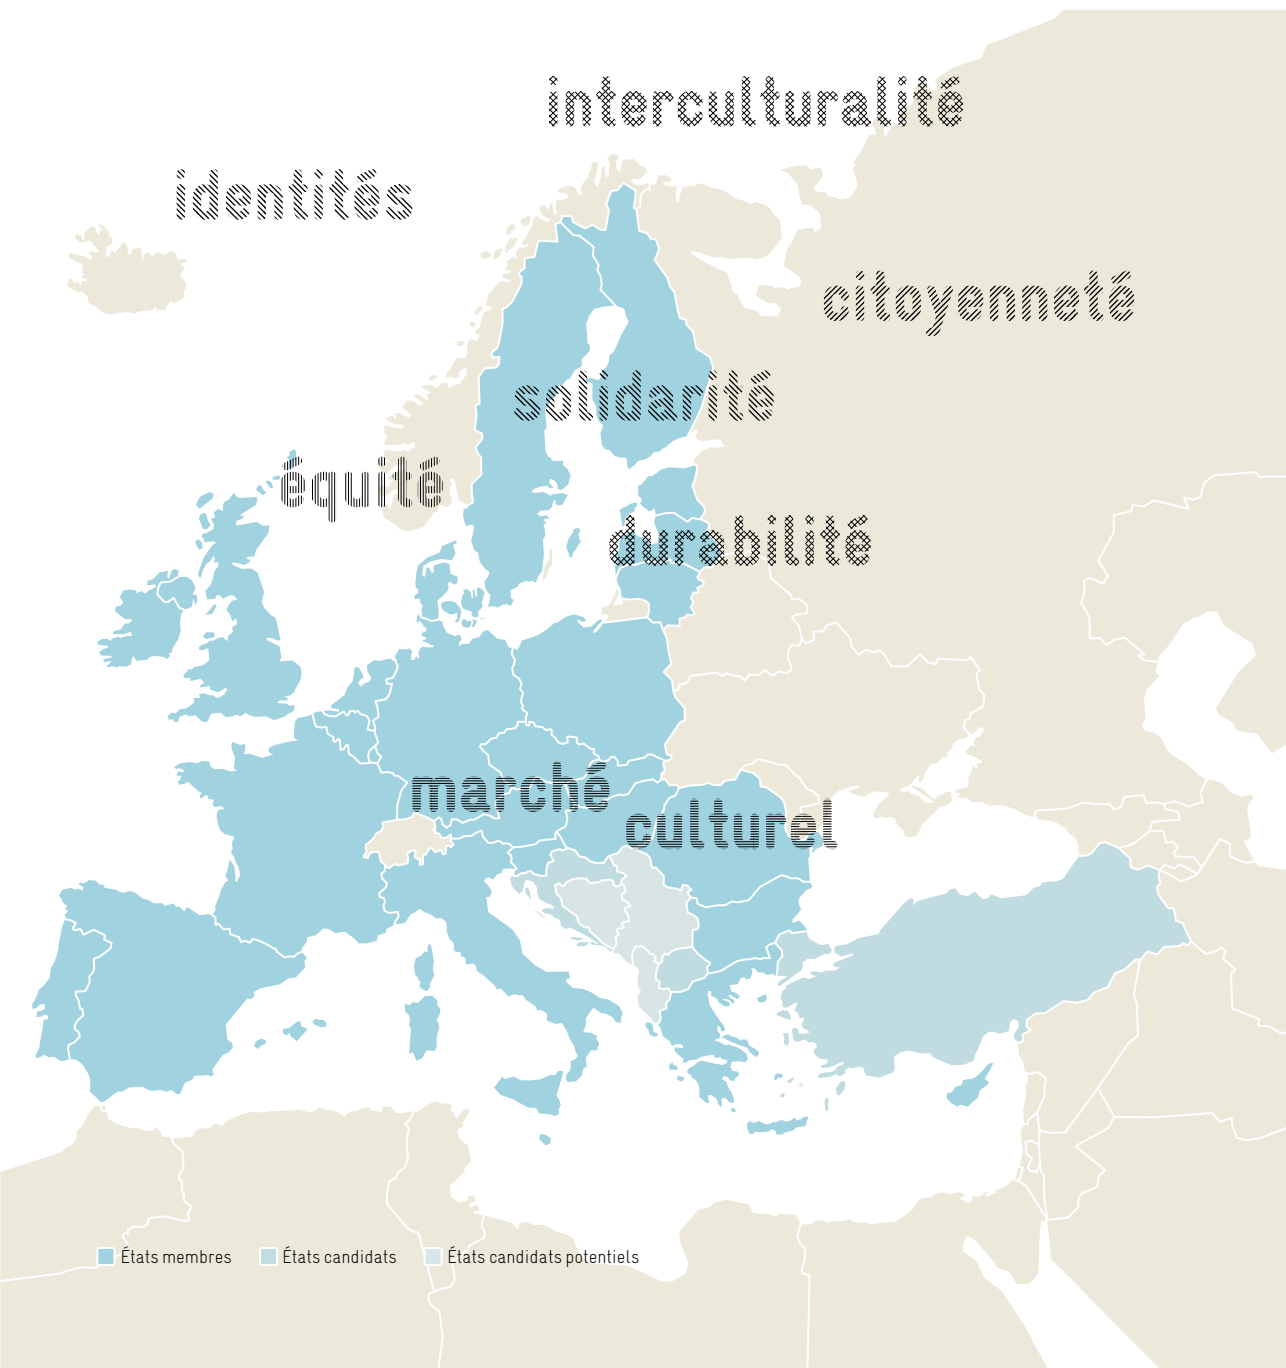 interculturalité
identités
citoyenneté
solidarité
équité
durabilité
marché
culturel
États membres
États candidats
États candidats potentiels